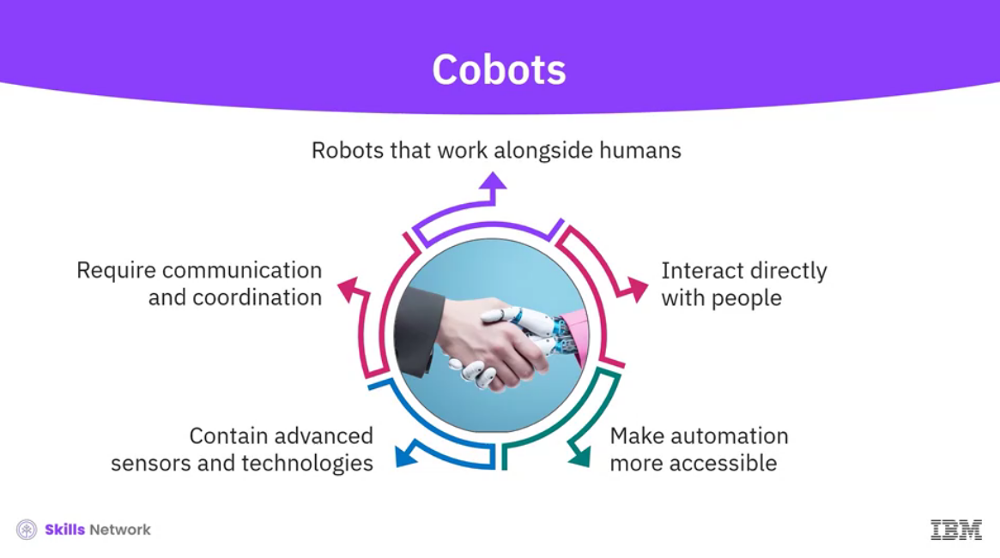 Cobots
Robots that work alongside humans
Require communication
and coordination
Interact directly
with people
Contain advanced
sensors and technologies
Make automation
more accessible
Skills Network
IBM